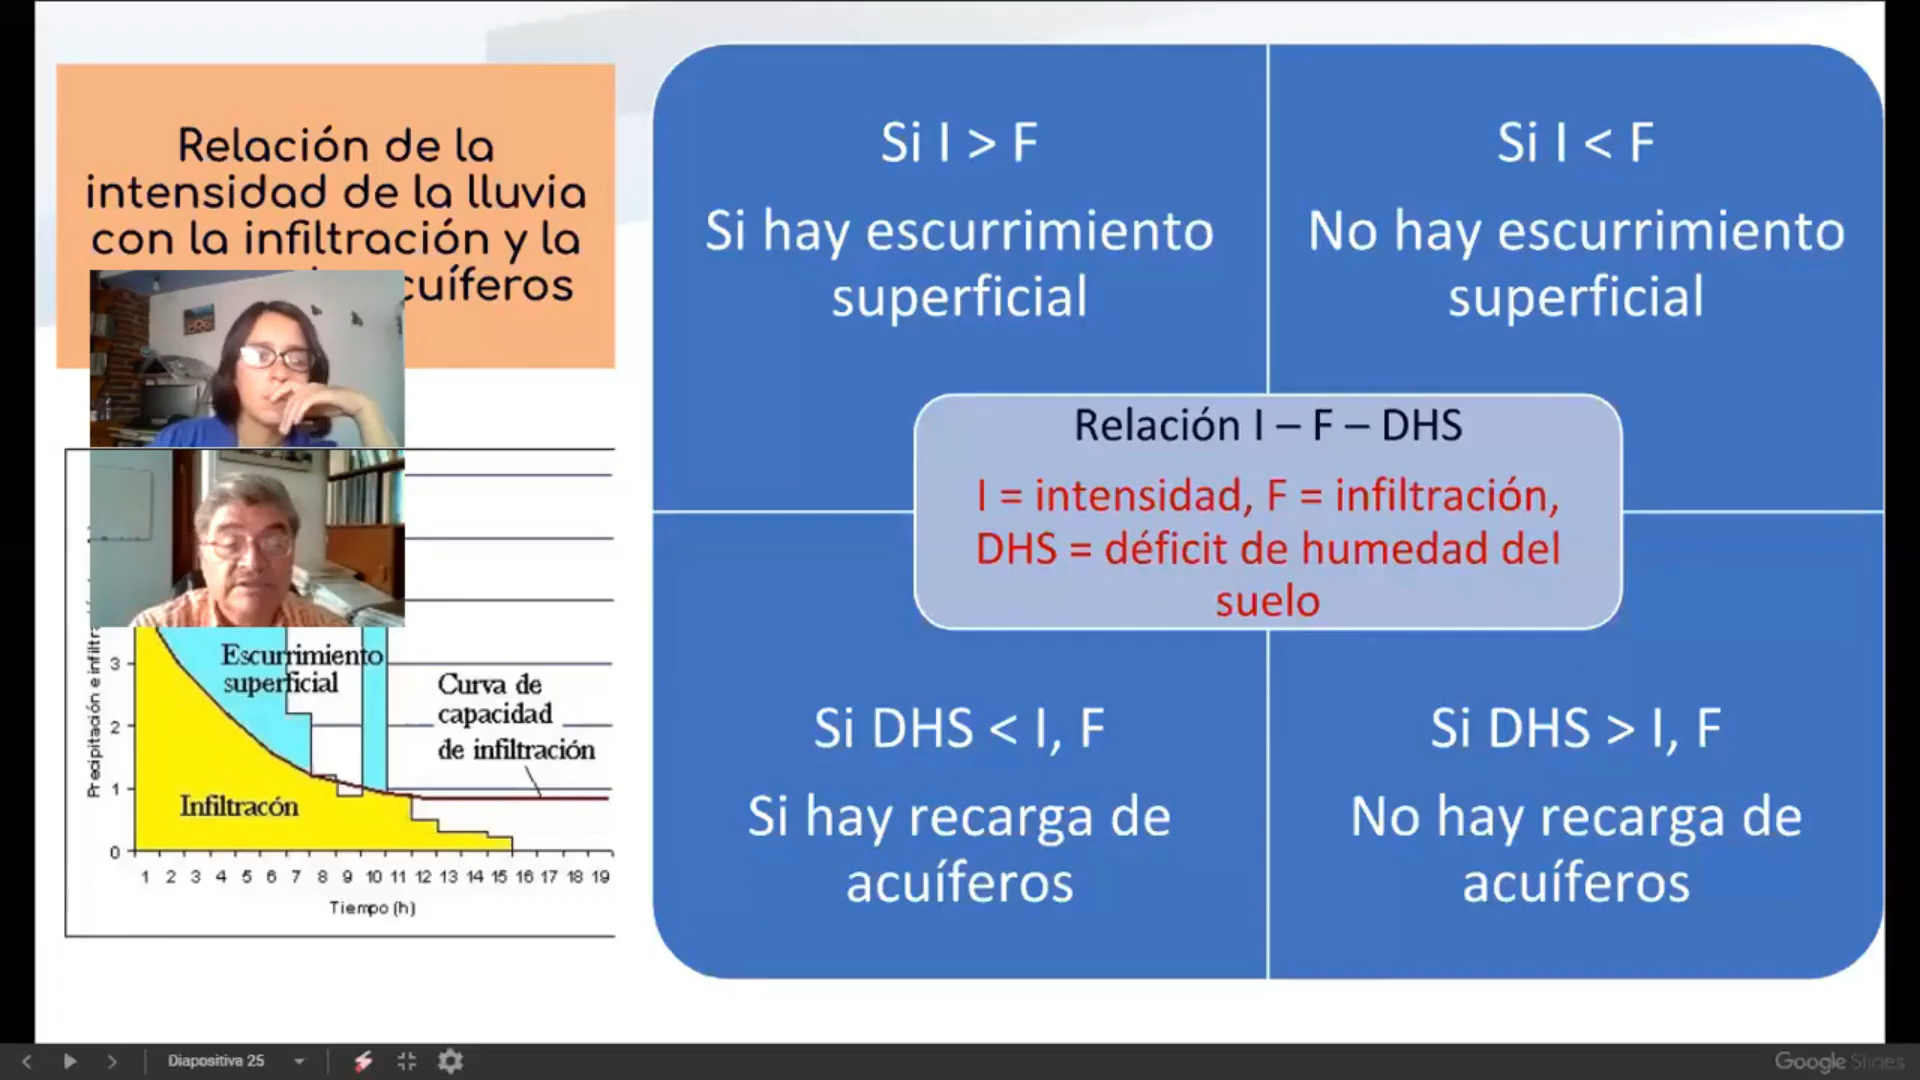 Relación de la
intensidad de la lluvia
con la infiltración y la
cuíferos
Si I > F
Si hay escurrimiento
superficial
Si I < F
No hay escurrimiento
superficial
Relación I – F – DHS
I = intensidad, F = infiltración,
DHS = déficit de humedad del
suelo
Si DHS < I, F
Si hay recarga de
acuíferos
Si DHS > I, F
No hay recarga de
acuíferos
Precipitación e infiltr
3
2
1
0
Escurrimiento
superficial
Curva de
capacidad
de infiltración
Infiltracón
1 2 3 4 5 6 7 8 9 10 11 12 13 14 15 16 17 18 19
Tiempo (h)
Diapositiva 25
Google Slides